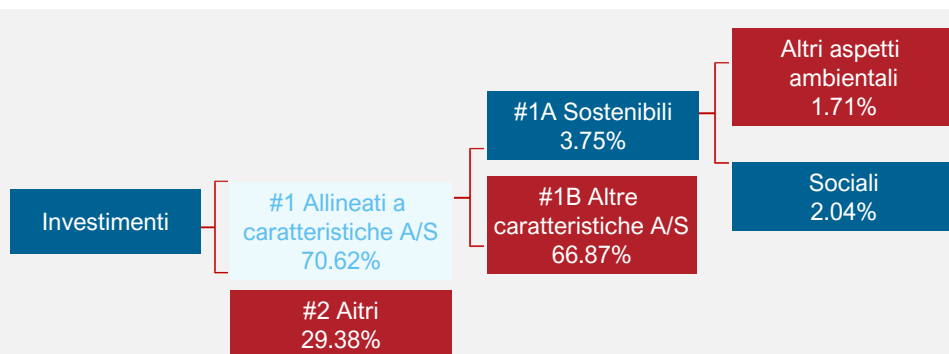 Investimenti
#1 Allineati a
caratteristiche A/S
70.62%
#2 Aitri
29.38%
#1A Sostenibili
3.75%
#1B Altre
caratteristiche A/S
66.87%
Altri aspetti
ambientali
1.71%
Sociali
2.04%